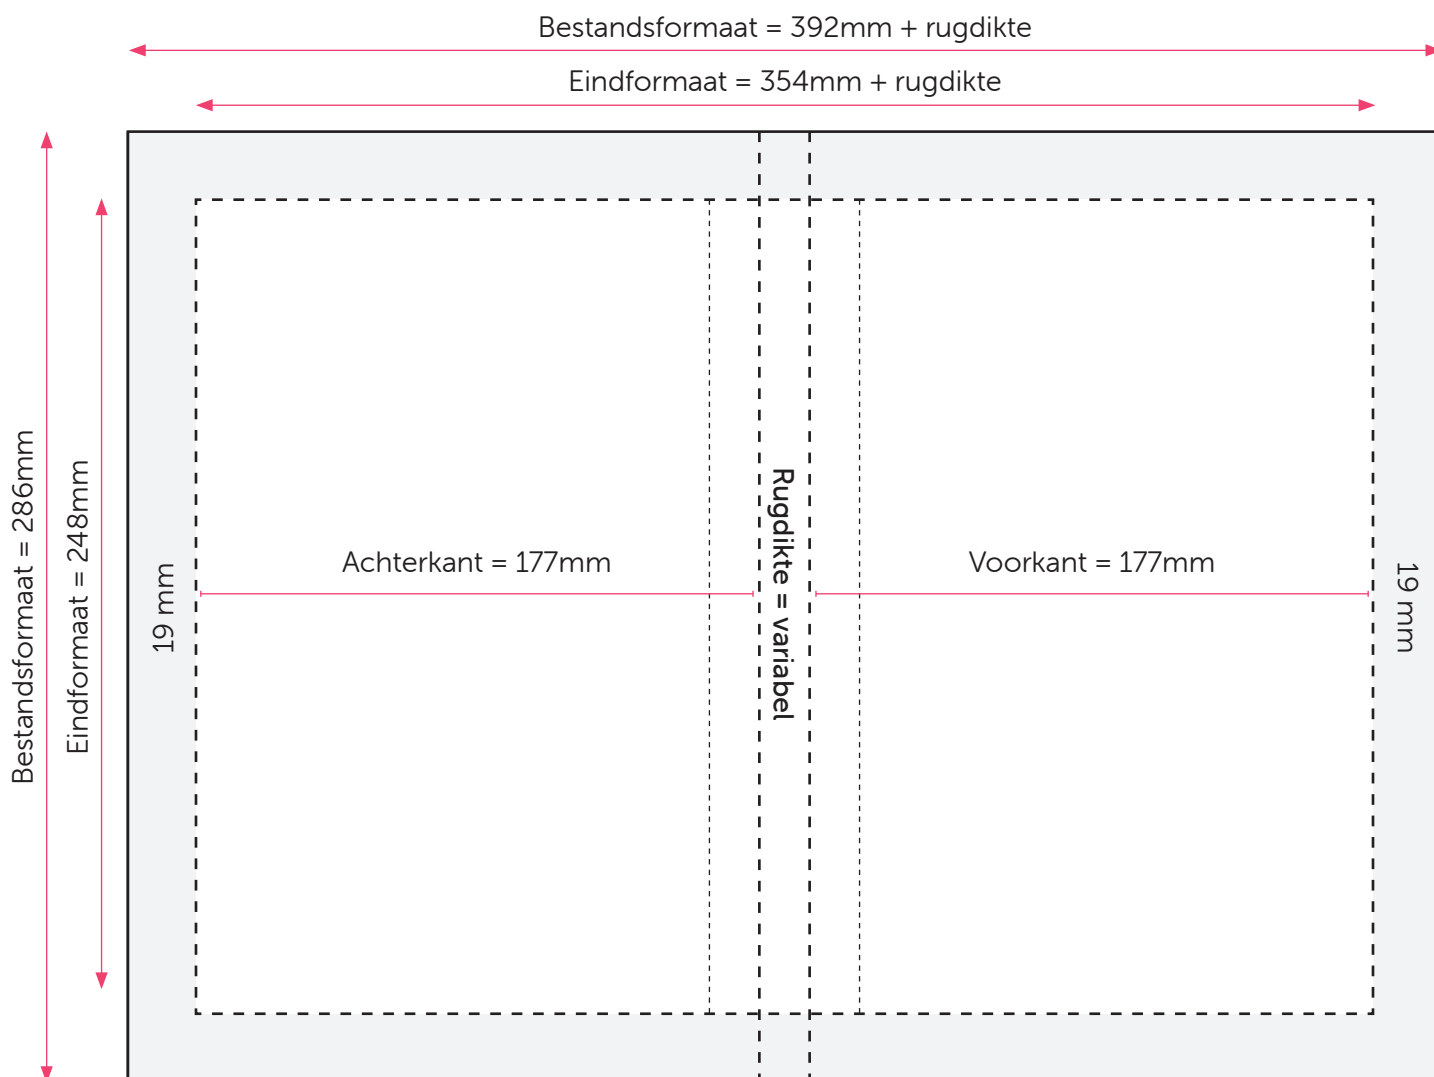 Bestandsformaat = 392mm + rugdikte
Eindformaat = 354mm + rugdikte
Bestandsformaat = 286mm
Eindformaat = 248mm
19 mm
Achterkant = 177mm
Rugdikte = variabel
Voorkant = 177mm
19 mm